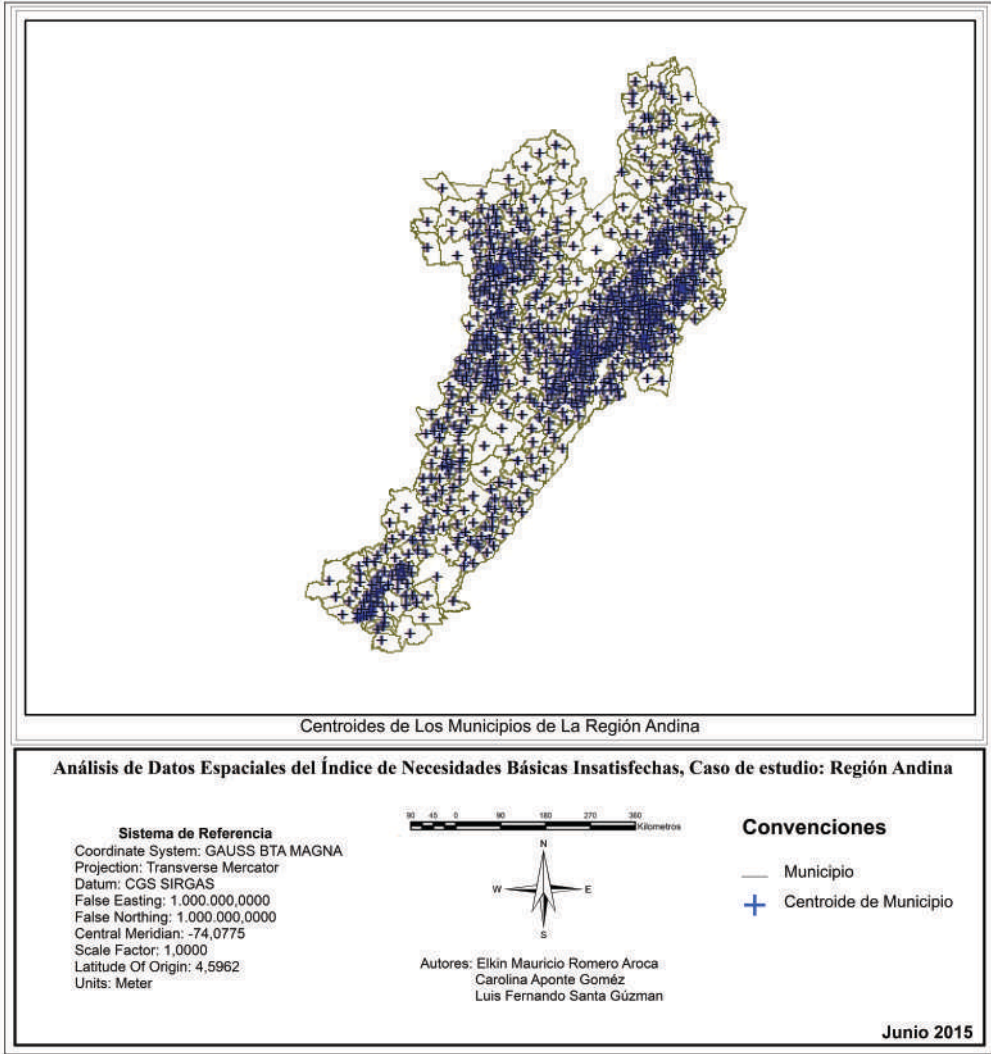 Centroides de Los Municipios de La Región Andina
Análisis de Datos Espaciales del Índice de Necesidades Básicas Insatisfechas, Caso de estudio: Región Andina
Sistema de Referencia
Coordinate System: GAUSS BTA MAGNA
Projection: Transverse Mercator
Datum: CGS SIRGAS
False Easting: 1.000.000,0000
False Northing: 1.000.000,0000
Central Meridian: -74,0775
Scale Factor: 1,0000
Latitude Of Origin: 4,5962
Units: Meter
90 45 0 90 180 270 360
Kilometros
N
W E
S
Autores: Elkin Mauricio Romero Aroca
Carolina Aponte Goméz
Luis Fernando Santa Gúzman
Convenciones
Municipio
Centroide de Municipio
Junio 2015